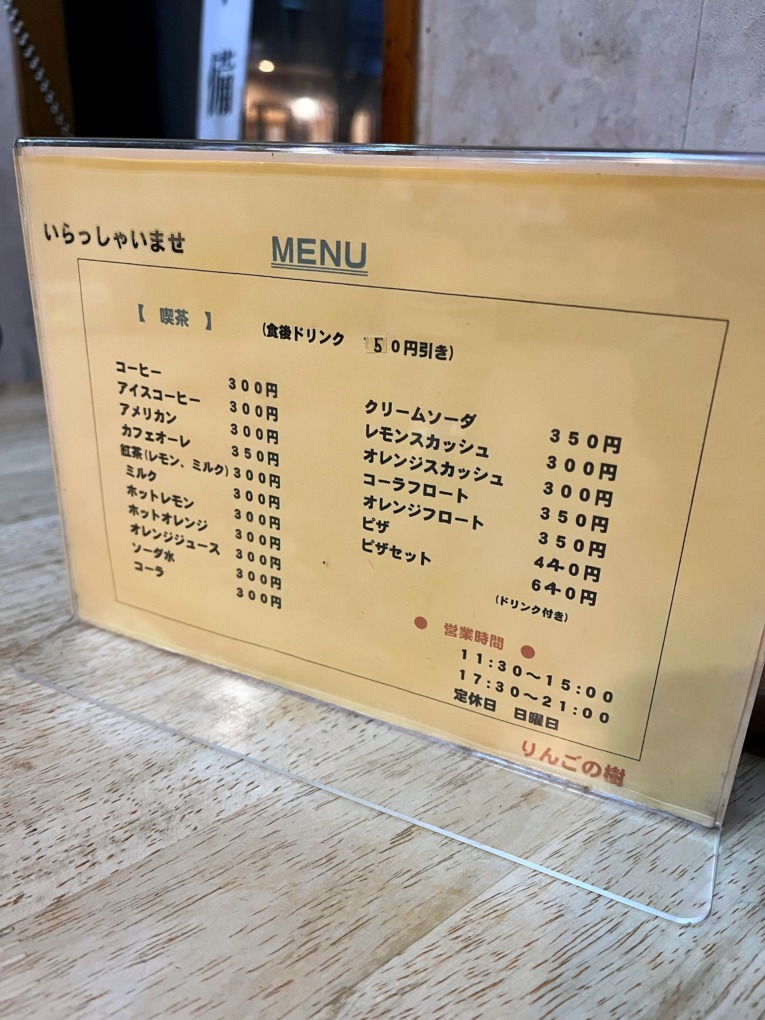 備
いらっしゃいませ
MENU
【 喫茶 】 (食後ドリンク 50円引き)
コーヒー 300円
アイスコーヒー 300円
アメリカン 300円
カフェオーレ 350円
紅茶(レモン、ミルク) 300円
ミルク 300円
ホットレモン 300円
ホットオレンジ 300円
オレンジジュース 300円
ソーダ水 300円
コーラ 300円
クリームソーダ 350円
レモンスカッシュ 300円
オレンジスカッシュ 300円
コーラフロート 350円
オレンジフロート 350円
ピザ 440円
ピザセット 640円
(ドリンク付き)
● 営業時間 ●
11:30～15:00
17:30～21:00
定休日 日曜日
りんごの樹